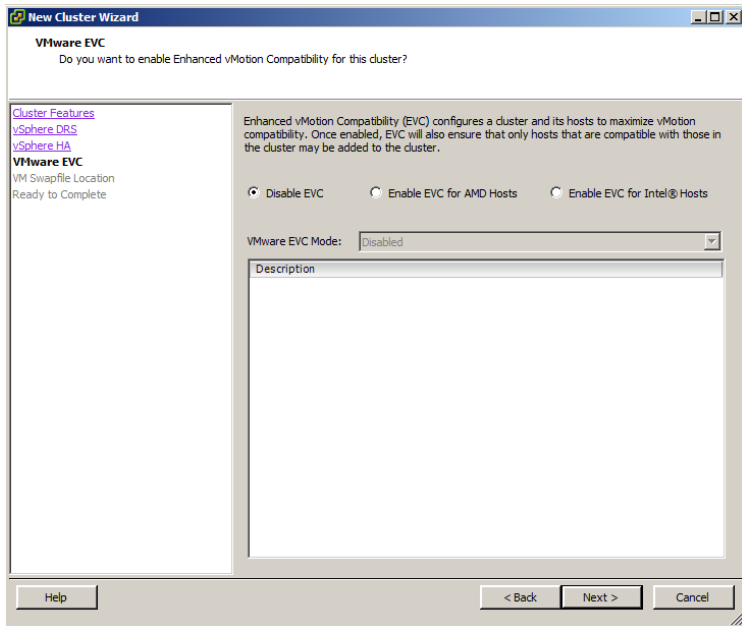 New Cluster Wizard
VMware EVC
Do you want to enable Enhanced vMotion Compatibility for this cluster?
Cluster Features
vSphere DRS
vSphere HA
VMware EVC
VM Swapfile Location
Ready to Complete
Enhanced vMotion Compatibility (EVC) configures a cluster and its hosts to maximize vMotion
compatibility. Once enabled, EVC will also ensure that only hosts that are compatible with those in
the cluster may be added to the cluster.
Disable EVC Enable EVC for AMD Hosts Enable EVC for Intel® Hosts
VMware EVC Mode: Disabled
Description
Help < Back Next > Cancel